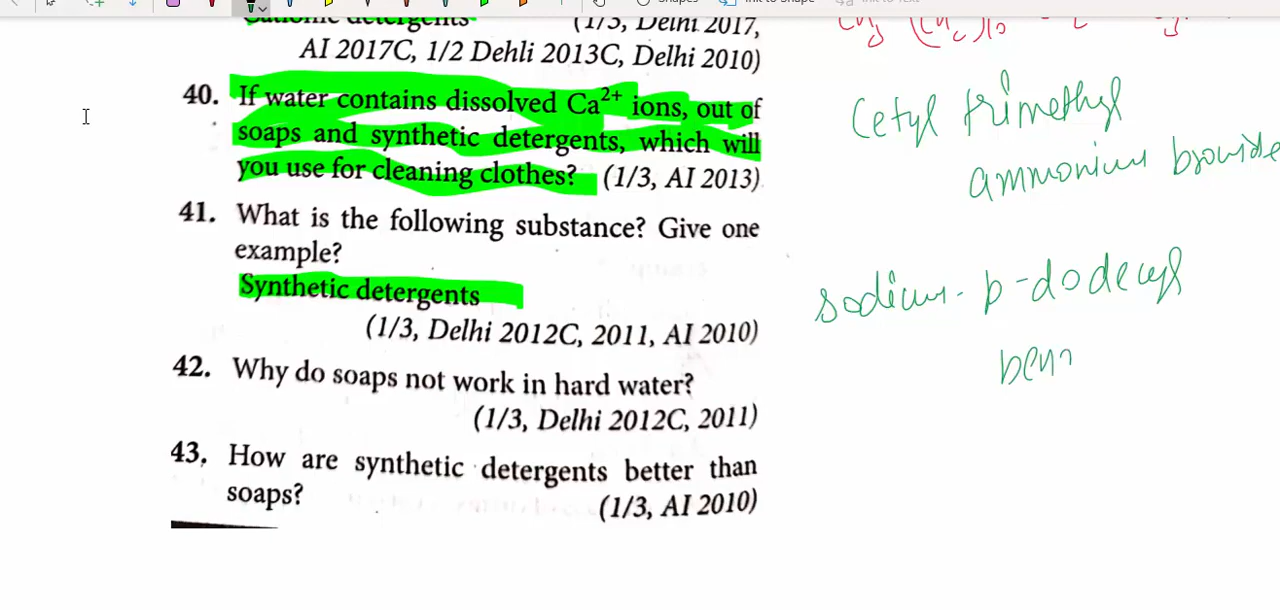 Cationic detergents (1/3, Delhi 2017,
AI 2017C, 1/2 Dehli 2013C, Delhi 2010)
40. If water contains dissolved Ca²⁺ ions, out of
soaps and synthetic detergents, which will
you use for cleaning clothes? (1/3, AI 2013)
41. What is the following substance? Give one
example?
Synthetic detergents
(1/3, Delhi 2012C, 2011, AI 2010)
42. Why do soaps not work in hard water?
(1/3, Delhi 2012C, 2011)
43. How are synthetic detergents better than
soaps? (1/3, AI 2010)
Cetyl trimethyl
ammonium bromide
sodium-p-dodecyl
benz